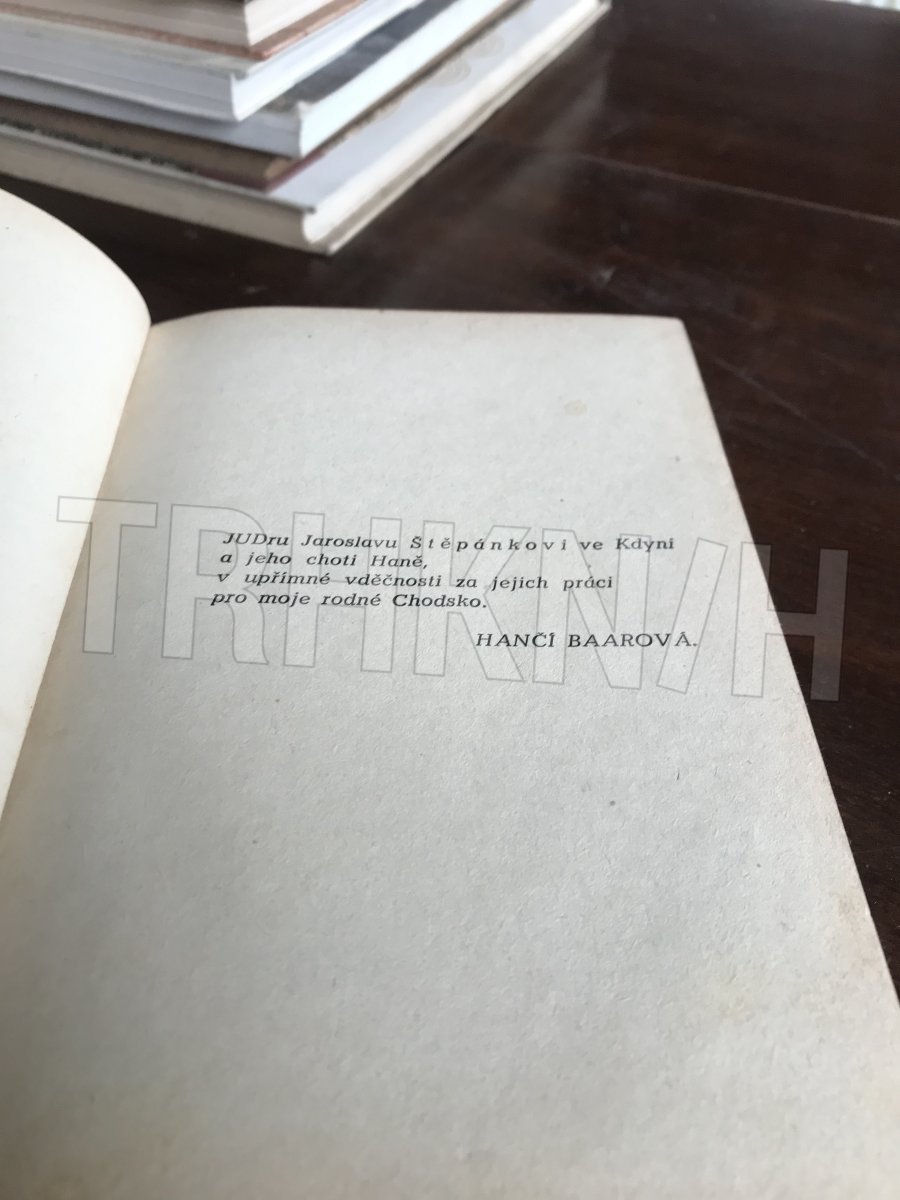 JUDru Jaroslavu Štěpánkovi ve Kdyni
a jeho choti Haně,
v upřímné vděčnosti za jejich práci
pro moje rodné Chodsko.
HANČÍ BAAROVÁ.
TRHKNIH